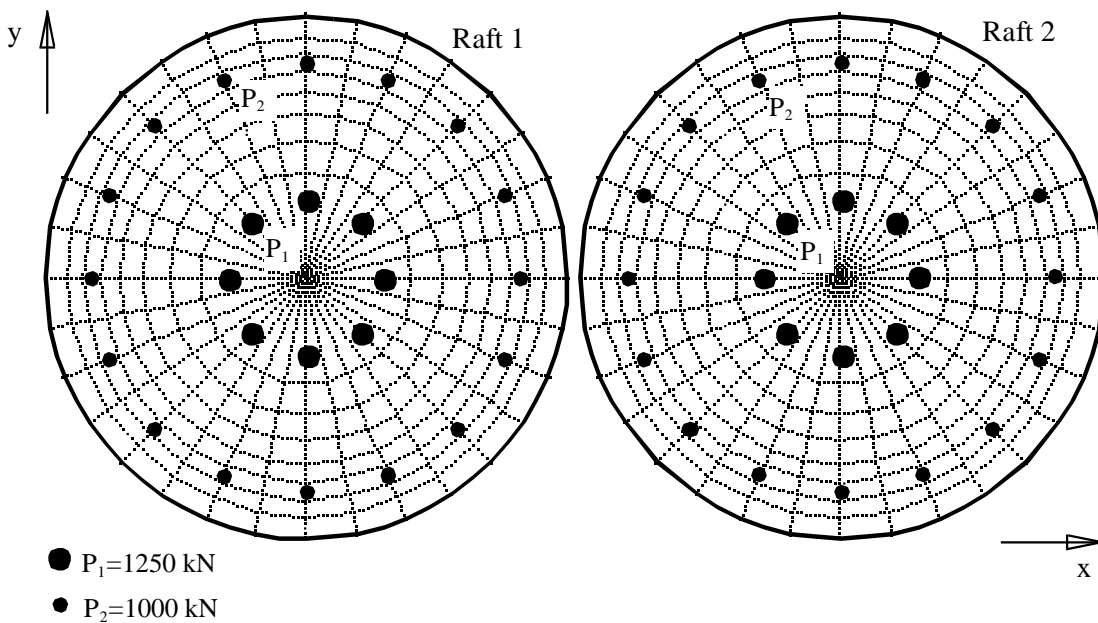 y
Raft 1
Raft 2
P₂
P₂
P₁
P₁
x
P₁=1250 kN
P₂=1000 kN